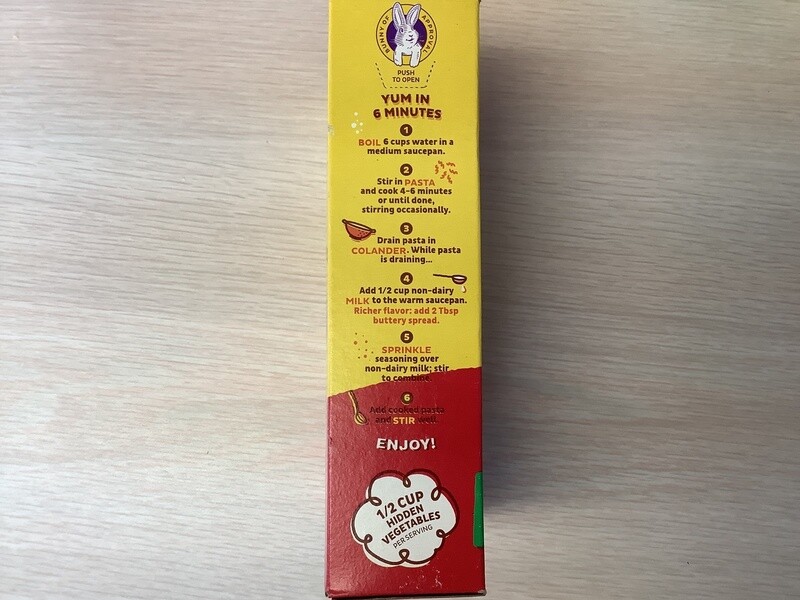 BUNNY OF APPROVAL
PUSH
TO OPEN
YUM IN
6 MINUTES
1
BOIL 6 cups water in a
medium saucepan.
2
Stir in PASTA
and cook 4-6 minutes
or until done,
stirring occasionally.
3
Drain pasta in
COLANDER. While pasta
is draining...
4
Add 1/2 cup non-dairy
MILK to the warm saucepan.
Richer flavor: add 2 Tbsp
buttery spread.
5
SPRINKLE
seasoning over
non-dairy milk; stir
to combine.
6
Add cooked pasta
and STIR well.
ENJOY!
1/2 CUP
HIDDEN
VEGETABLES
PER SERVING